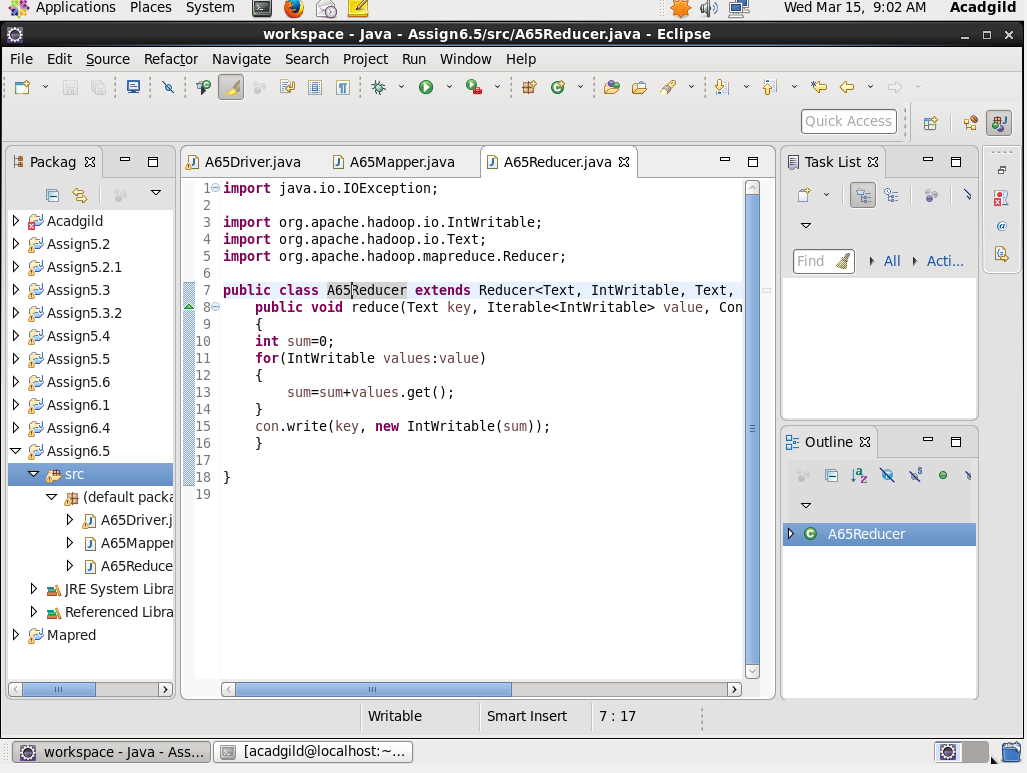 Applications Places System Wed Mar 15, 9:02 AM Acadgild
workspace - Java - Assign6.5/src/A65Reducer.java - Eclipse
File Edit Source Refactor Navigate Search Project Run Window Help
Quick Access
Packag
Acadgild
Assign5.2
Assign5.2.1
Assign5.3
Assign5.3.2
Assign5.4
Assign5.5
Assign5.6
Assign6.1
Assign6.4
Assign6.5
src
(default packa
A65Driver.j
A65Mapper
A65Reduce
JRE System Libra
Referenced Libra
Mapred
A65Driver.java A65Mapper.java A65Reducer.java
1 import java.io.IOException;
2
3 import org.apache.hadoop.io.IntWritable;
4 import org.apache.hadoop.io.Text;
5 import org.apache.hadoop.mapreduce.Reducer;
6
7 public class A65Reducer extends Reducer<Text, IntWritable, Text,
8 public void reduce(Text key, Iterable<IntWritable> value, Con
9 {
10 int sum=0;
11 for(IntWritable values:value)
12 {
13 sum=sum+values.get();
14 }
15 con.write(key, new IntWritable(sum));
16 }
17
18 }
19
Task List
Find All Acti...
Outline
A65Reducer
Writable Smart Insert 7 : 17
workspace - Java - Ass... [acadgild@localhost:~...